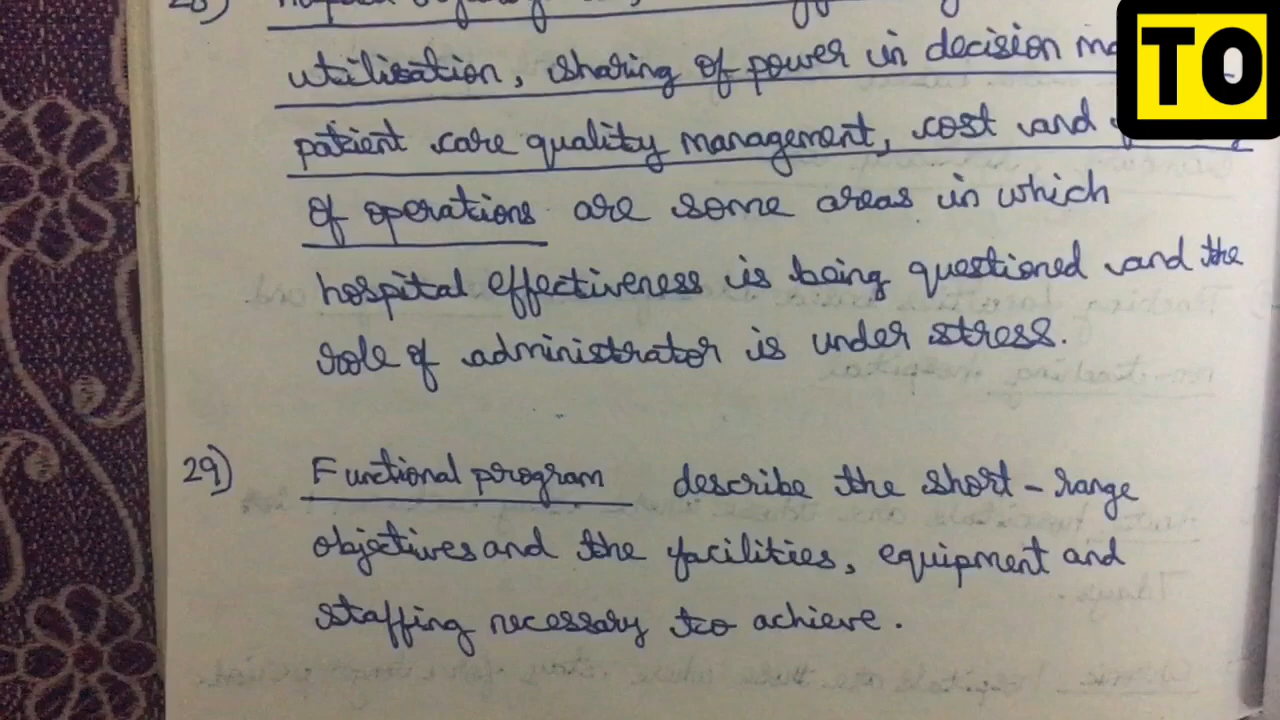 28)
utilisation, sharing of power in decision
TO
patient care quality management, cost and
of operations are some areas in which
hospital effectiveness is being questioned and the
role of administrator is under stress.
29) Functional program describe the short-range
objectives and the facilities, equipment and
staffing necessary to achieve.